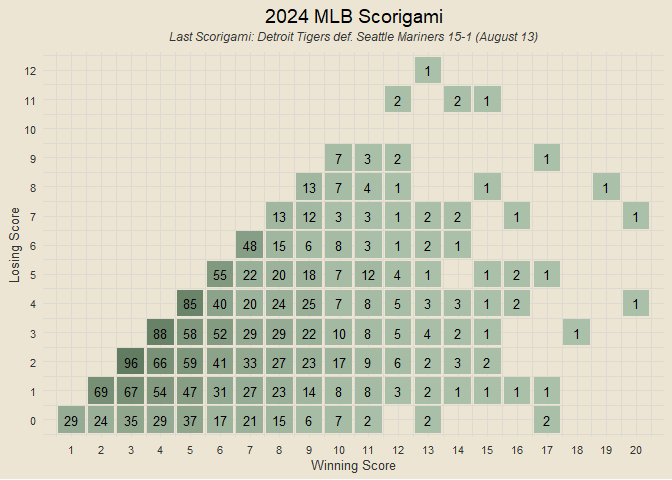 2024 MLB Scorigami
Last Scorigami: Detroit Tigers def. Seattle Mariners 15-1 (August 13)
Losing Score
12 1
11 2 2 1
10
9 7 3 2 1
8 13 7 4 1 1 1
7 13 12 3 3 1 2 2 1 1
6 48 15 6 8 3 1 2 1
5 55 22 20 18 7 12 4 1 1 2 1
4 85 40 20 24 25 7 8 5 3 3 1 2 1
3 88 58 52 29 29 22 10 8 5 4 2 1 1
2 96 66 59 41 33 27 23 17 9 6 2 3 2
1 69 67 54 47 31 27 23 14 8 8 3 2 1 1 1 1
0 29 24 35 29 37 17 21 15 6 7 2 2 2
1 2 3 4 5 6 7 8 9 10 11 12 13 14 15 16 17 18 19 20
Winning Score